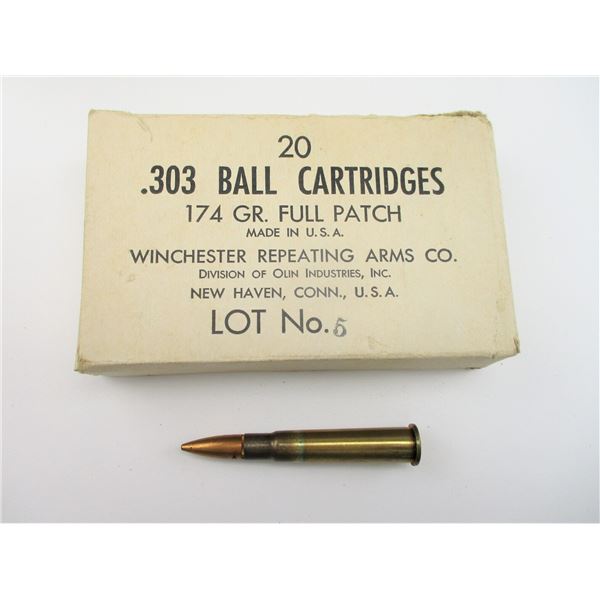 20
.303 BALL CARTRIDGES
174 GR. FULL PATCH
MADE IN U.S.A.
WINCHESTER REPEATING ARMS CO.
DIVISION OF OLIN INDUSTRIES, INC.
NEW HAVEN, CONN., U.S.A.
LOT No. 5